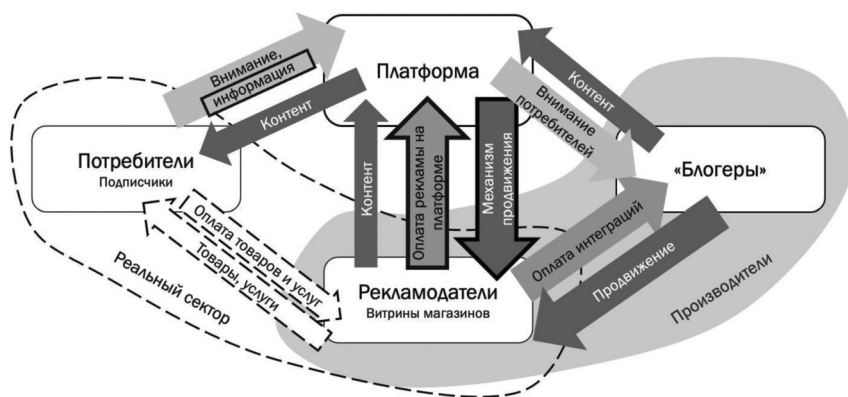 Платформа
Внимание,
информация
Контент
Контент
Внимание
потребителей
Потребители
Подписчики
«Блогеры»
Контент
Оплата рекламы на
платформе
Механизм
продвижения
Оплата товаров и услуг
Товары, услуги
Реальный сектор
Рекламодатели
Витрины магазинов
Оплата интеграций
Продвижение
Производители